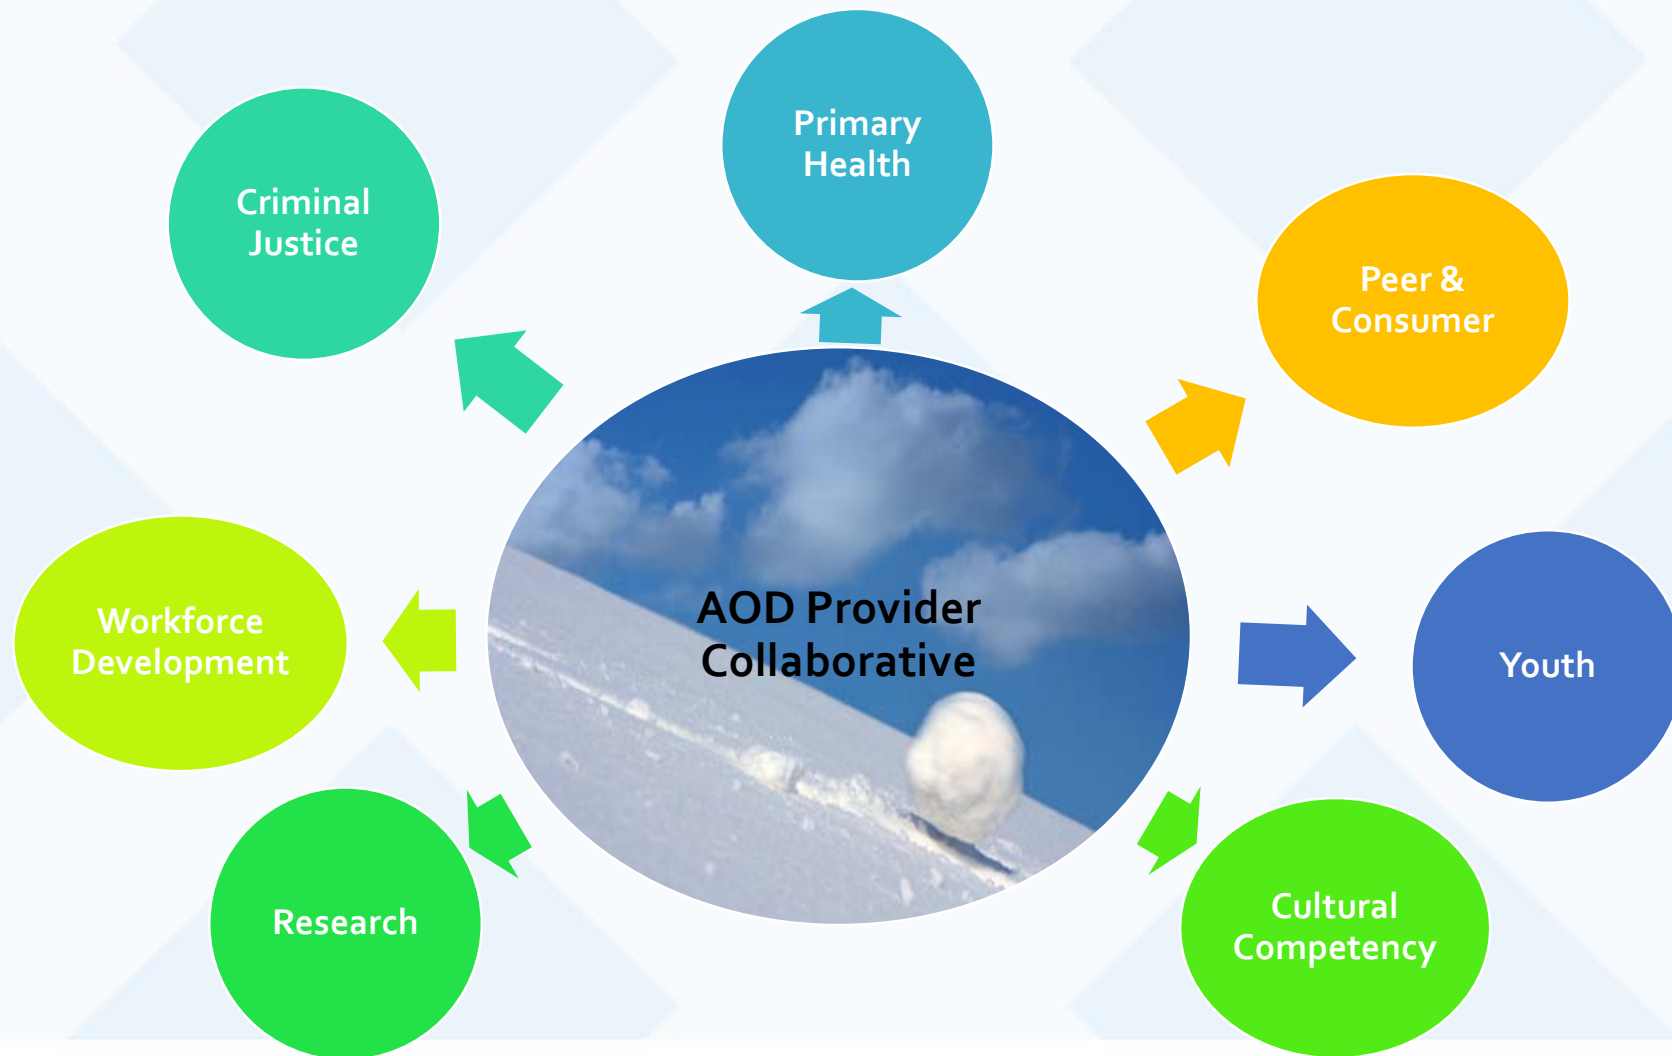 Primary
Health
Criminal
Justice
Peer &
Consumer
AOD Provider
Collaborative
Workforce
Development
Youth
Research
Cultural
Competency